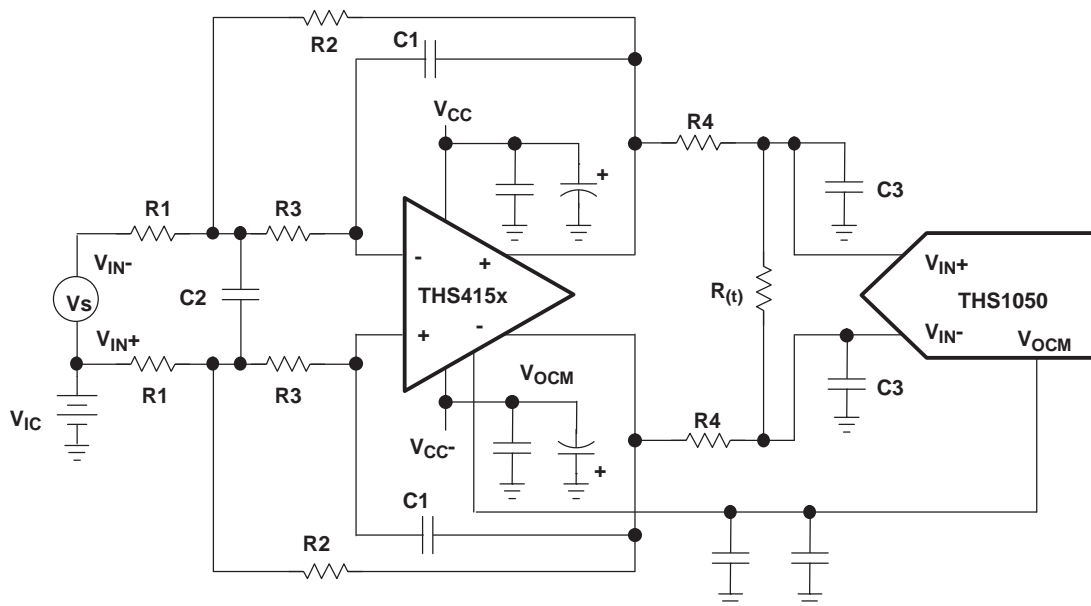 R2
C1
VCC
R4
+
C3
R1
R3
VIN-
-
+
VIN+
Vs
C2
THS415x
R(t)
THS1050
VIN+
+
-
VIN-
VOCM
R1
R3
VOCM
C3
VIC
R4
VCC-
+
C1
R2